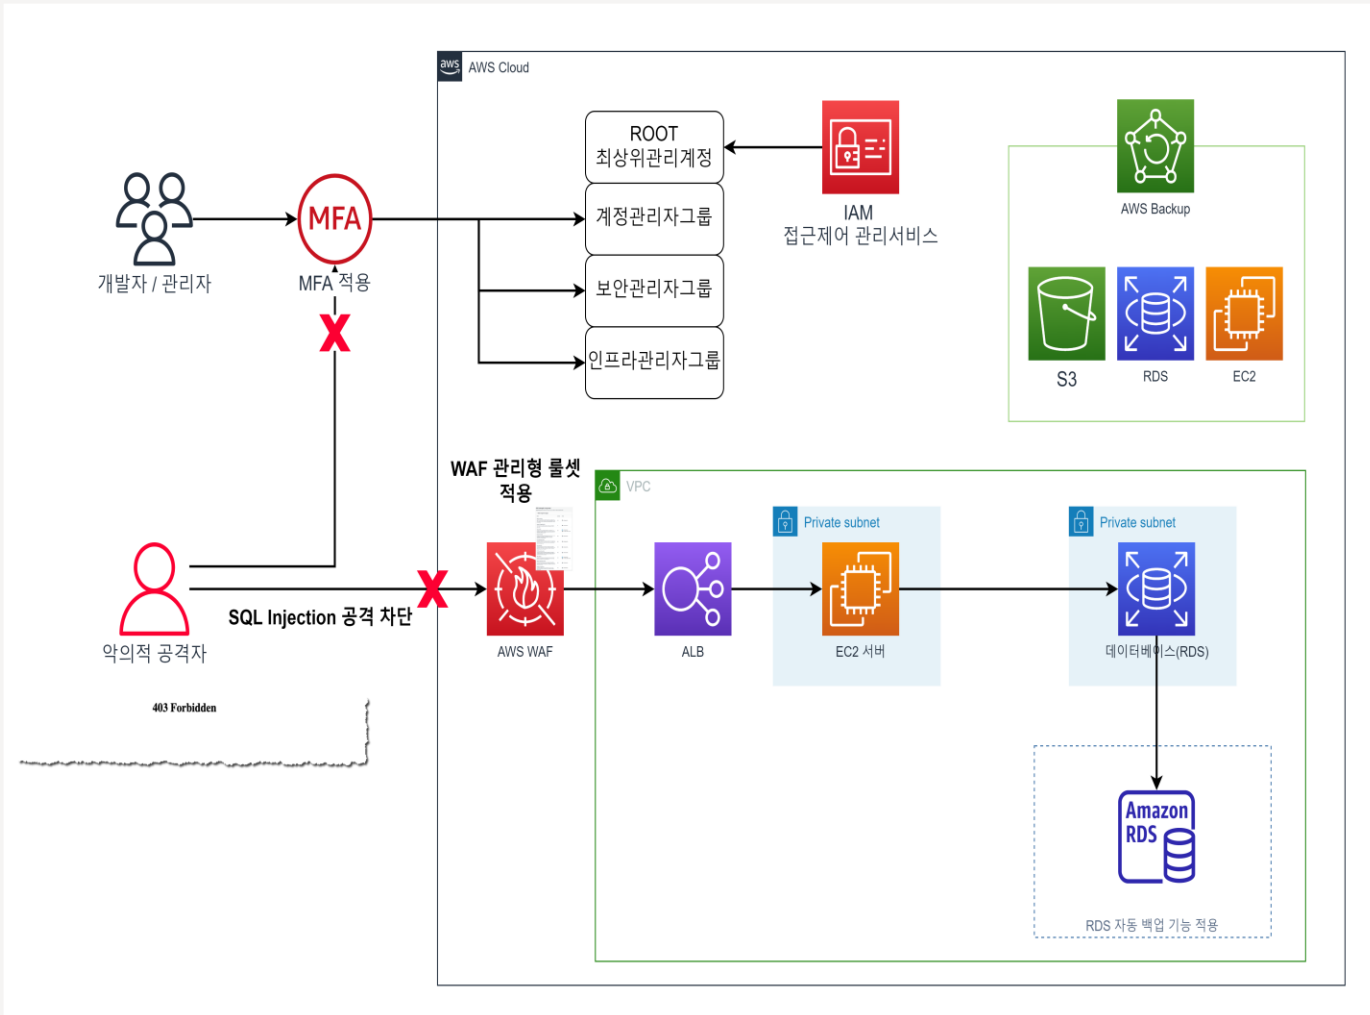 aws
AWS Cloud
ROOT
최상위관리계정
계정관리자그룹
보안관리자그룹
인프라관리자그룹
IAM
접근제어 관리서비스
AWS Backup
S3
RDS
EC2
개발자 / 관리자
MFA
MFA 적용
X
WAF 관리형 룰셋
적용
VPC
Private subnet
Private subnet
X
SQL Injection 공격 차단
악의적 공격자
AWS WAF
ALB
EC2 서버
데이터베이스(RDS)
403 Forbidden
Amazon
RDS
RDS 자동 백업 기능 적용